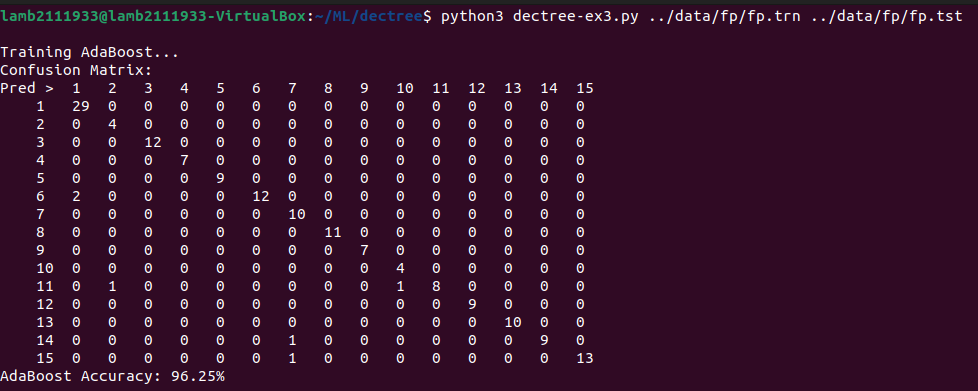 lamb2111933@lamb2111933-VirtualBox:~/ML/dectree$ python3 dectree-ex3.py ../data/fp/fp.trn ../data/fp/fp.tst
Training AdaBoost...
Confusion Matrix:
Pred > 1 2 3 4 5 6 7 8 9 10 11 12 13 14 15
1 29 0 0 0 0 0 0 0 0 0 0 0 0 0 0
2 0 4 0 0 0 0 0 0 0 0 0 0 0 0 0
3 0 0 12 0 0 0 0 0 0 0 0 0 0 0 0
4 0 0 0 7 0 0 0 0 0 0 0 0 0 0 0
5 0 0 0 0 9 0 0 0 0 0 0 0 0 0 0
6 2 0 0 0 0 12 0 0 0 0 0 0 0 0 0
7 0 0 0 0 0 0 10 0 0 0 0 0 0 0 0
8 0 0 0 0 0 0 0 11 0 0 0 0 0 0 0
9 0 0 0 0 0 0 0 0 7 0 0 0 0 0 0
10 0 0 0 0 0 0 0 0 0 4 0 0 0 0 0
11 0 1 0 0 0 0 0 0 0 1 8 0 0 0 0
12 0 0 0 0 0 0 0 0 0 0 0 9 0 0 0
13 0 0 0 0 0 0 0 0 0 0 0 0 10 0 0
14 0 0 0 0 0 0 1 0 0 0 0 0 0 9 0
15 0 0 0 0 0 0 1 0 0 0 0 0 0 0 13
AdaBoost Accuracy: 96.25%